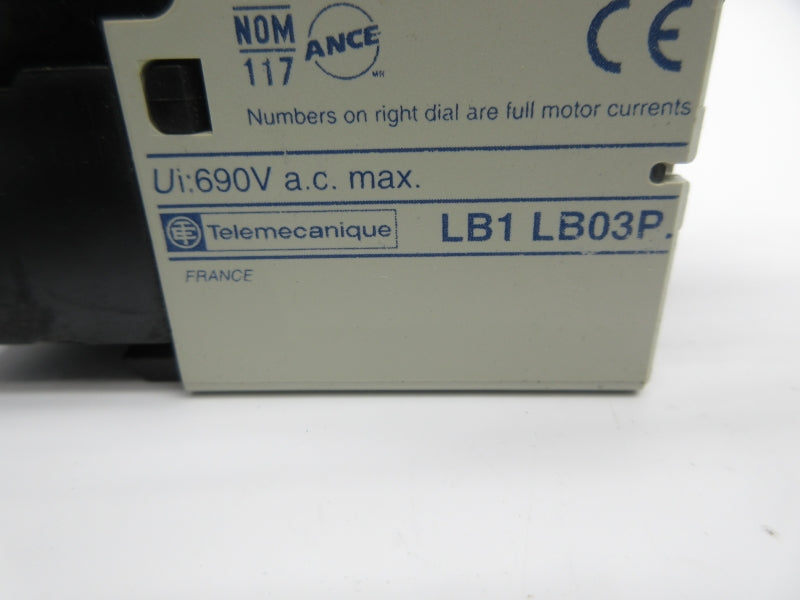 NOM
117
ANCE
MR
CE
Numbers on right dial are full motor currents
Ui:690V a.c. max.
Telemecanique
LB1 LB03P.
FRANCE